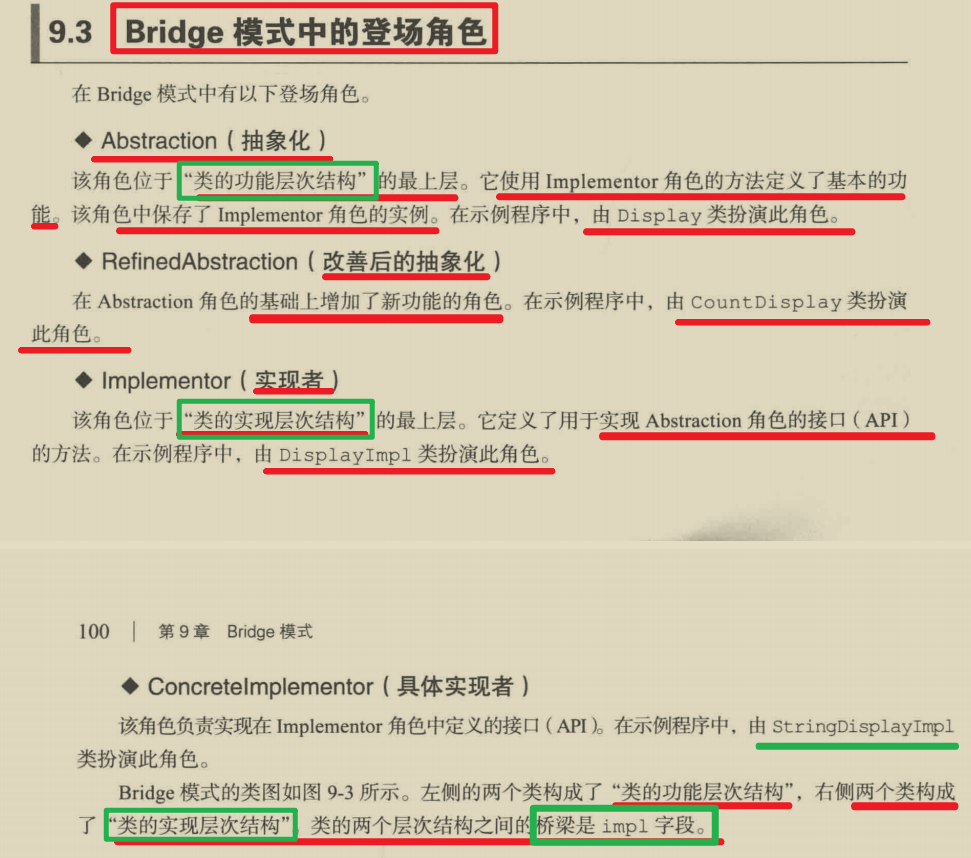 9.3 Bridge 模式中的登场角色
在 Bridge 模式中有以下登场角色。
◆ Abstraction（抽象化）
该角色位于“类的功能层次结构”的最上层。它使用 Implementor 角色的方法定义了基本的功
能。该角色中保存了 Implementor 角色的实例。在示例程序中，由 Display 类扮演此角色。
◆ RefinedAbstraction（改善后的抽象化）
在 Abstraction 角色的基础上增加了新功能的角色。在示例程序中，由 CountDisplay 类扮演
此角色。
◆ Implementor（实现者）
该角色位于“类的实现层次结构”的最上层。它定义了用于实现 Abstraction 角色的接口（API）
的方法。在示例程序中，由 DisplayImpl 类扮演此角色。
100 | 第 9 章 Bridge 模式
◆ ConcreteImplementor（具体实现者）
该角色负责实现在 Implementor 角色中定义的接口（API）。在示例程序中，由 StringDisplayImpl
类扮演此角色。
Bridge 模式的类图如图 9-3 所示。左侧的两个类构成了“类的功能层次结构”，右侧两个类构成
了“类的实现层次结构”。类的两个层次结构之间的桥梁是 impl 字段。